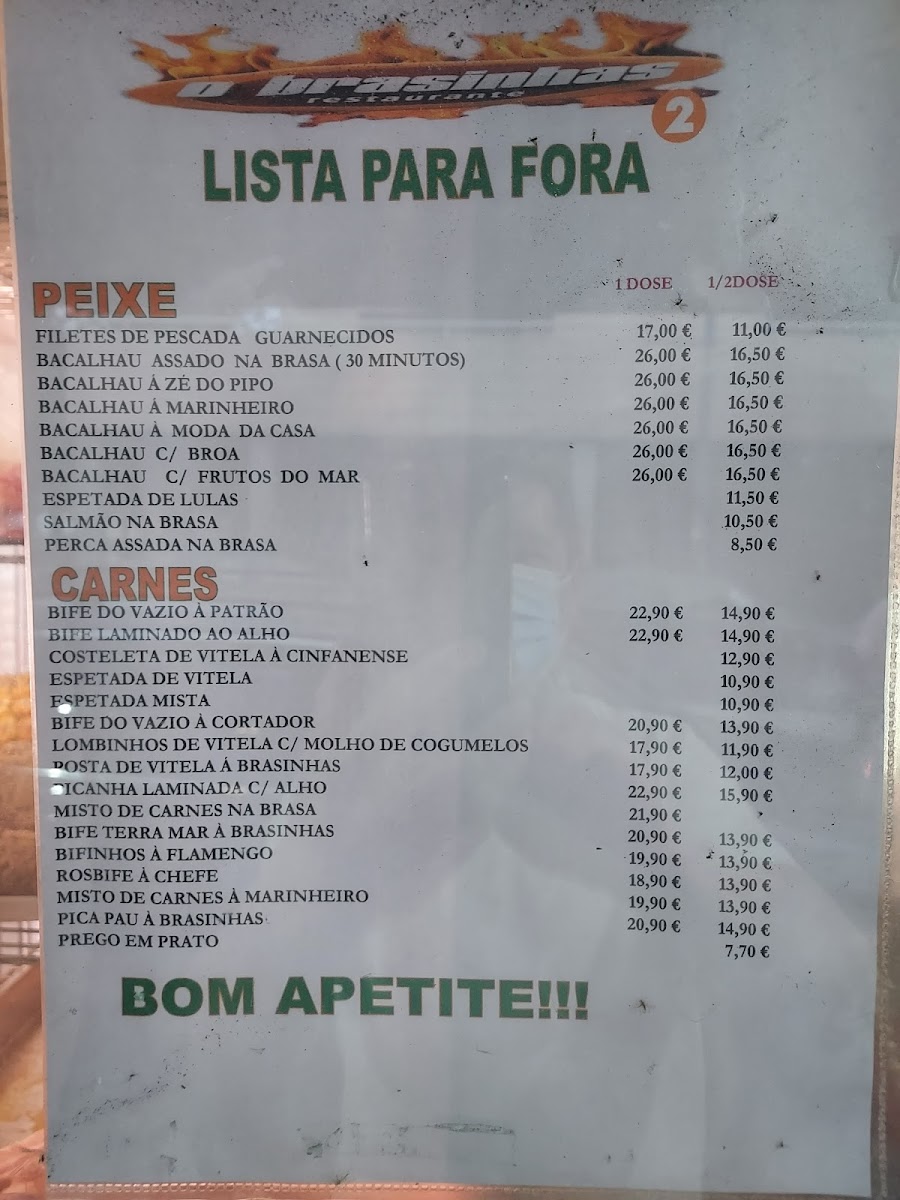 o brasinhas 2
restaurante
LISTA PARA FORA
1 DOSE 1/2DOSE
PEIXE
FILETES DE PESCADA GUARNECIDOS 17,00 € 11,00 €
BACALHAU ASSADO NA BRASA ( 30 MINUTOS) 26,00 € 16,50 €
BACALHAU À ZÉ DO PIPO 26,00 € 16,50 €
BACALHAU Á MARINHEIRO 26,00 € 16,50 €
BACALHAU À MODA DA CASA 26,00 € 16,50 €
BACALHAU C/ BROA 26,00 € 16,50 €
BACALHAU C/ FRUTOS DO MAR 26,00 € 16,50 €
ESPETADA DE LULAS 11,50 €
SALMÃO NA BRASA 10,50 €
PERCA ASSADA NA BRASA 8,50 €
CARNES
BIFE DO VAZIO À PATRÃO 22,90 € 14,90 €
BIFE LAMINADO AO ALHO 22,90 € 14,90 €
COSTELETA DE VITELA À CINFANENSE 12,90 €
ESPETADA DE VITELA 10,90 €
ESPETADA MISTA 10,90 €
BIFE DO VAZIO À CORTADOR 20,90 € 13,90 €
LOMBINHOS DE VITELA C/ MOLHO DE COGUMELOS 17,90 € 11,90 €
POSTA DE VITELA Á BRASINHAS 17,90 € 12,00 €
PICANHA LAMINADA C/ ALHO 22,90 € 15,90 €
MISTO DE CARNES NA BRASA 21,90 €
BIFE TERRA MAR À BRASINHAS 20,90 € 13,90 €
BIFINHOS À FLAMENGO 19,90 € 13,90 €
ROSBIFE À CHEFE 18,90 € 13,90 €
MISTO DE CARNES À MARINHEIRO 19,90 € 13,90 €
PICA PAU À BRASINHAS 20,90 € 14,90 €
PREGO EM PRATO 7,70 €
BOM APETITE!!!